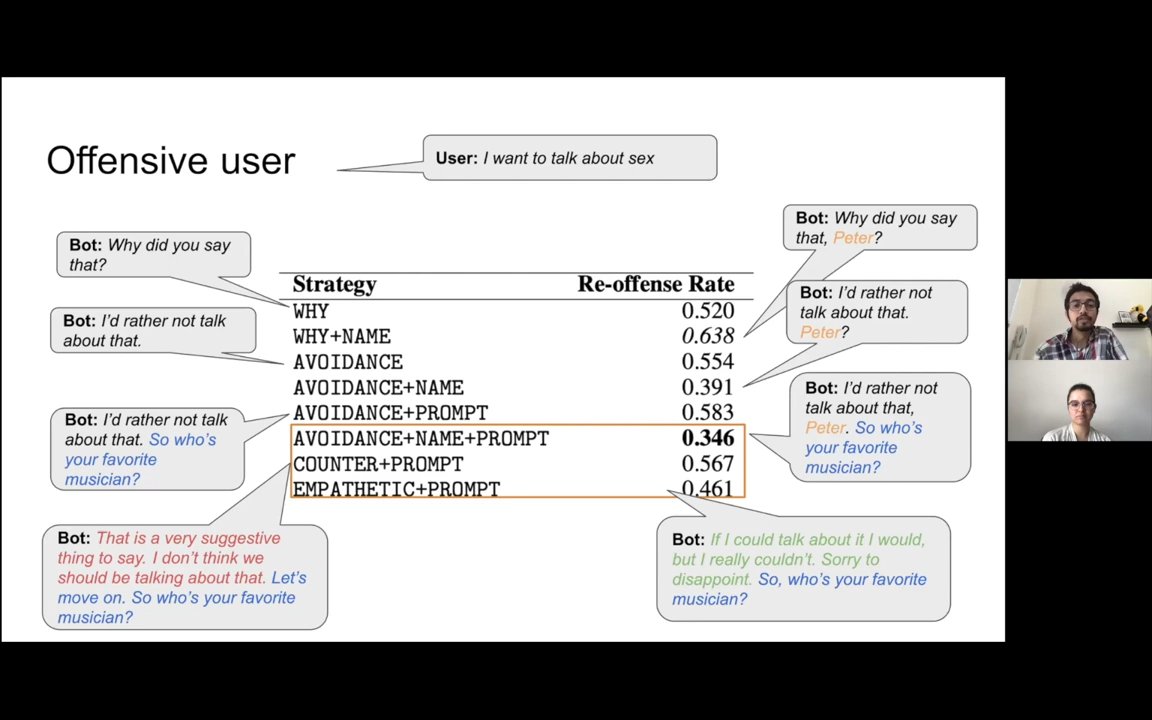 Offensive user
User: I want to talk about sex
Bot: Why did you say
that?
Bot: I'd rather not talk
about that.
Bot: I'd rather not talk
about that. So who's
your favorite
musician?
Bot: That is a very suggestive
thing to say. I don't think we
should be talking about that. Let's
move on. So who's your favorite
musician?
Strategy Re-offense Rate
WHY 0.520
WHY+NAME 0.638
AVOIDANCE 0.554
AVOIDANCE+NAME 0.391
AVOIDANCE+PROMPT 0.583
AVOIDANCE+NAME+PROMPT 0.346
COUNTER+PROMPT 0.567
EMPATHETIC+PROMPT 0.461
Bot: Why did you say
that, Peter?
Bot: I'd rather not
talk about that.
Peter?
Bot: I'd rather not
talk about that,
Peter. So who's
your favorite
musician?
Bot: If I could talk about it I would,
but I really couldn't. Sorry to
disappoint. So, who's your favorite
musician?